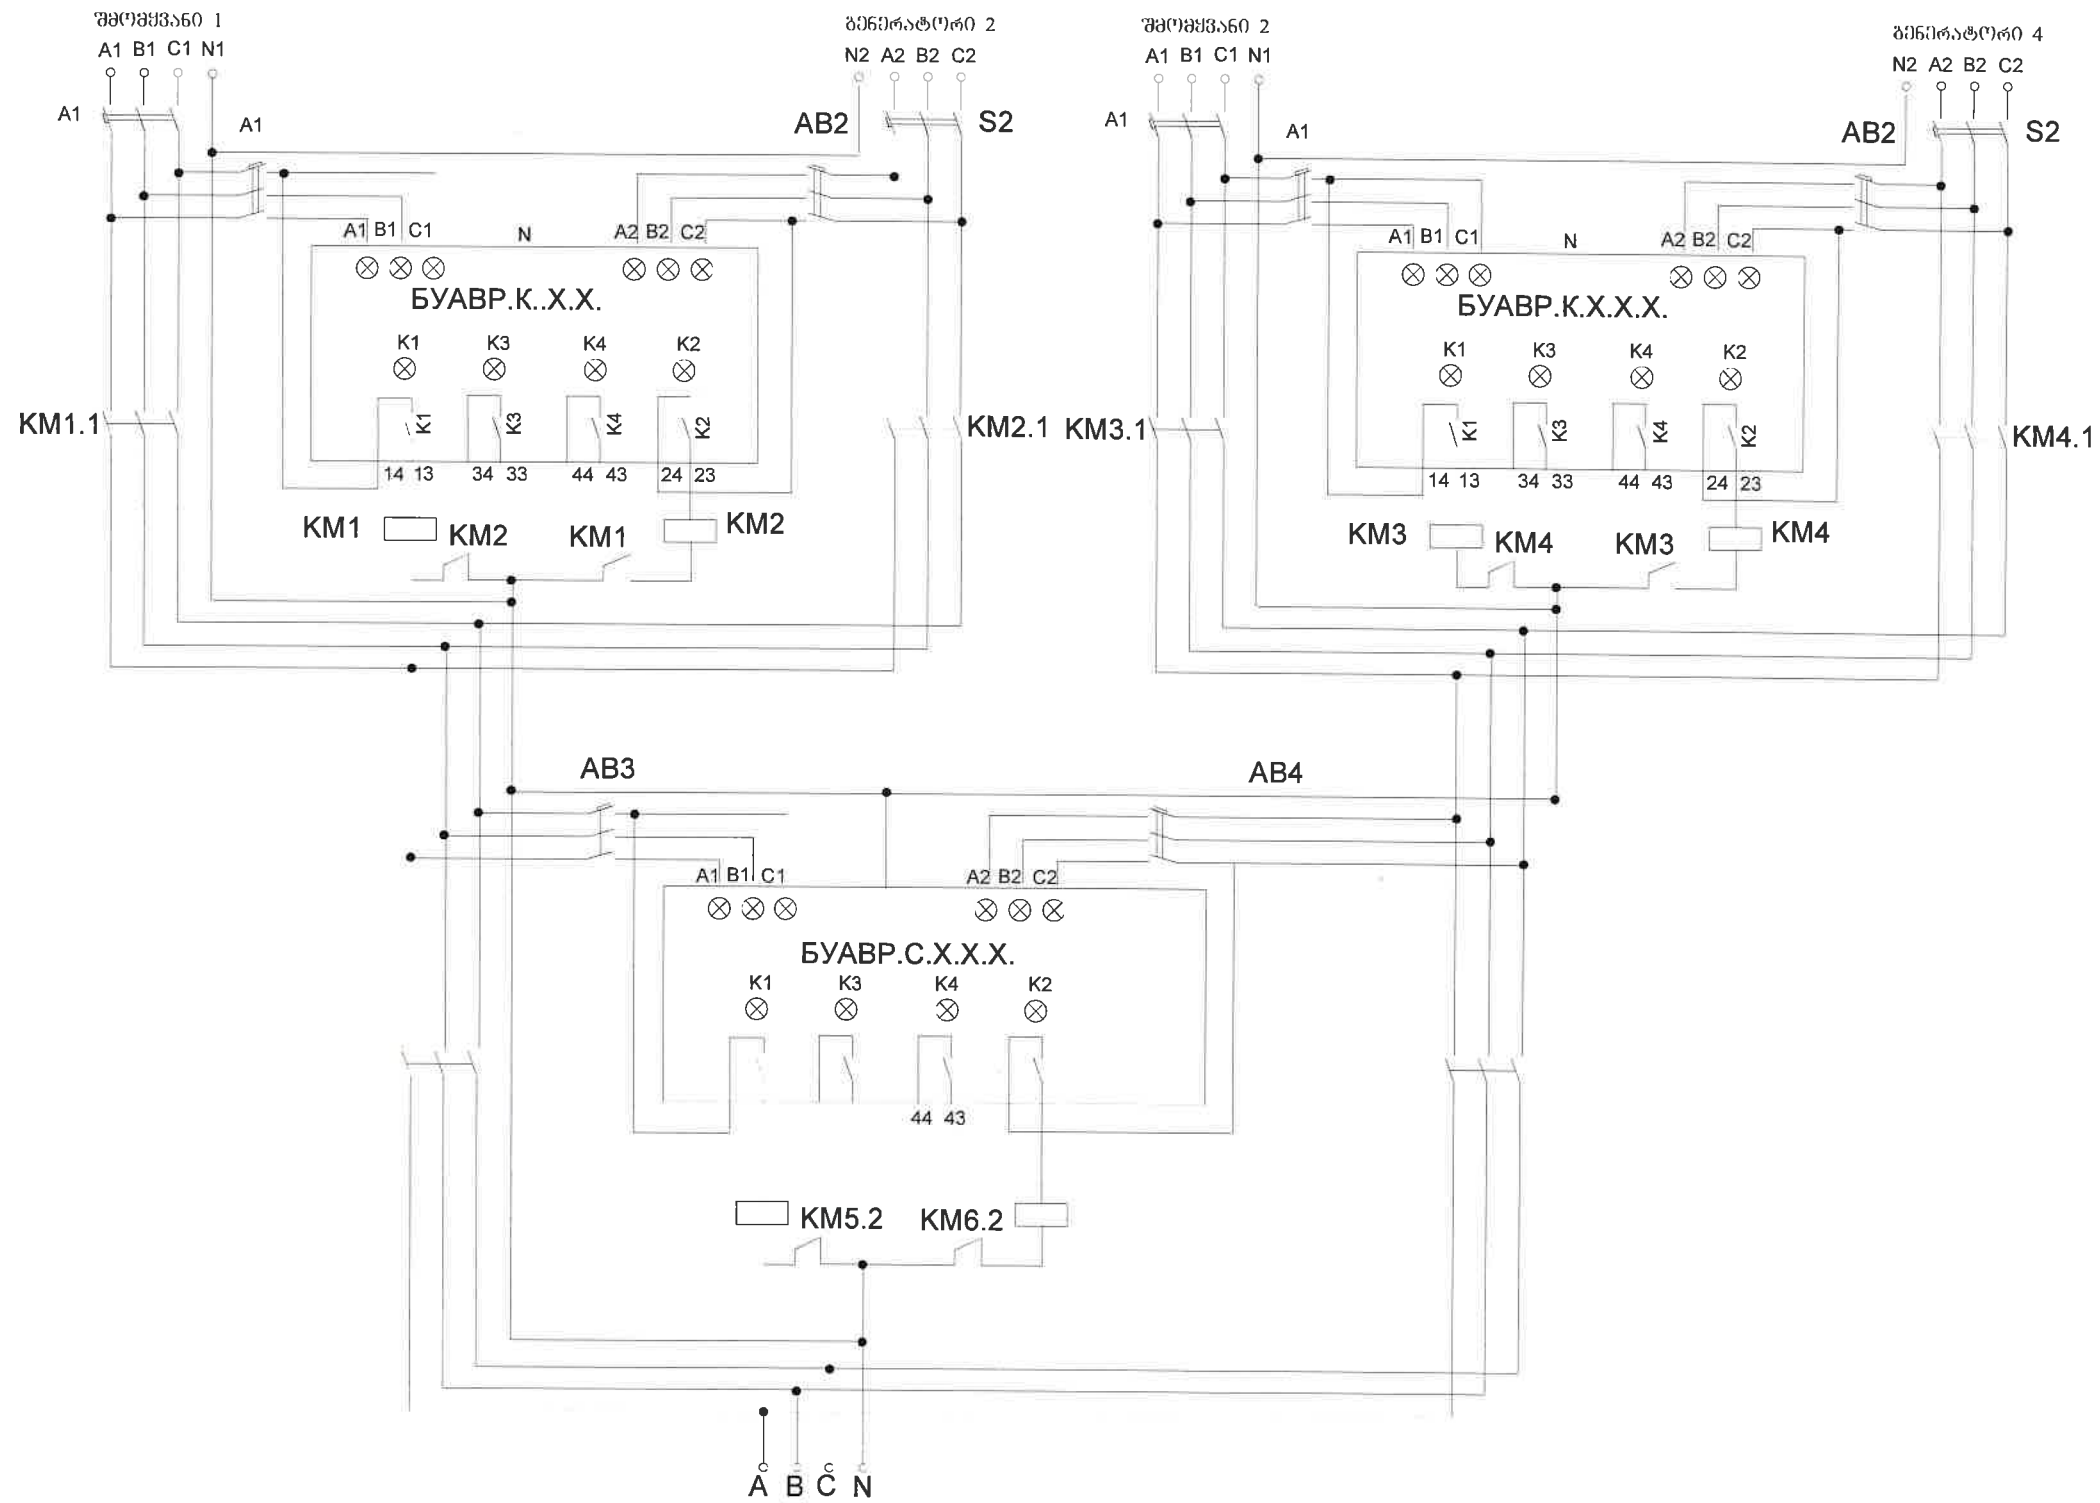 შმომყვანი 1
A1 B1 C1 N1
გენერატორი 2
N2 A2 B2 C2
შმომყვანი 2
A1 B1 C1 N1
გენერატორი 4
N2 A2 B2 C2
A1
A1
AB2
S2
A1
A1
AB2
S2
A1 B1 C1
N
A2 B2 C2
A1 B1 C1
N
A2 B2 C2
БУАВР.К..Х.Х.
БУАВР.К.Х.Х.Х.
K1 K3 K4 K2
K1 K3 K4 K2
KM1.1
K1 K3 K4 K2
KM2.1
KM3.1
K1 K3 K4 K2
KM4.1
14 13 34 33 44 43 24 23
14 13 34 33 44 43 24 23
KM1
KM2
KM1
KM2
KM3
KM4
KM3
KM4
AB3
AB4
A1 B1 C1
A2 B2 C2
БУАВР.С.Х.Х.Х.
K1 K3 K4 K2
44 43
KM5.2
KM6.2
A B C N